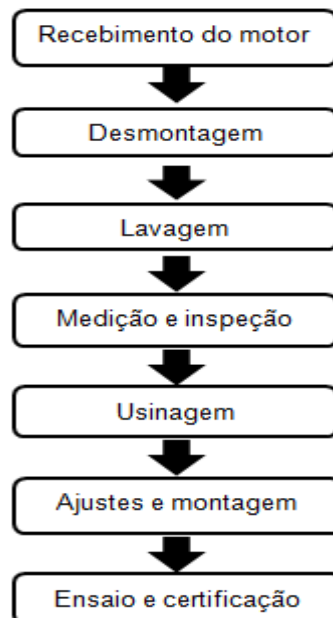 Recebimento do motor
Desmontagem
Lavagem
Medição e inspeção
Usinagem
Ajustes e montagem
Ensaio e certificação